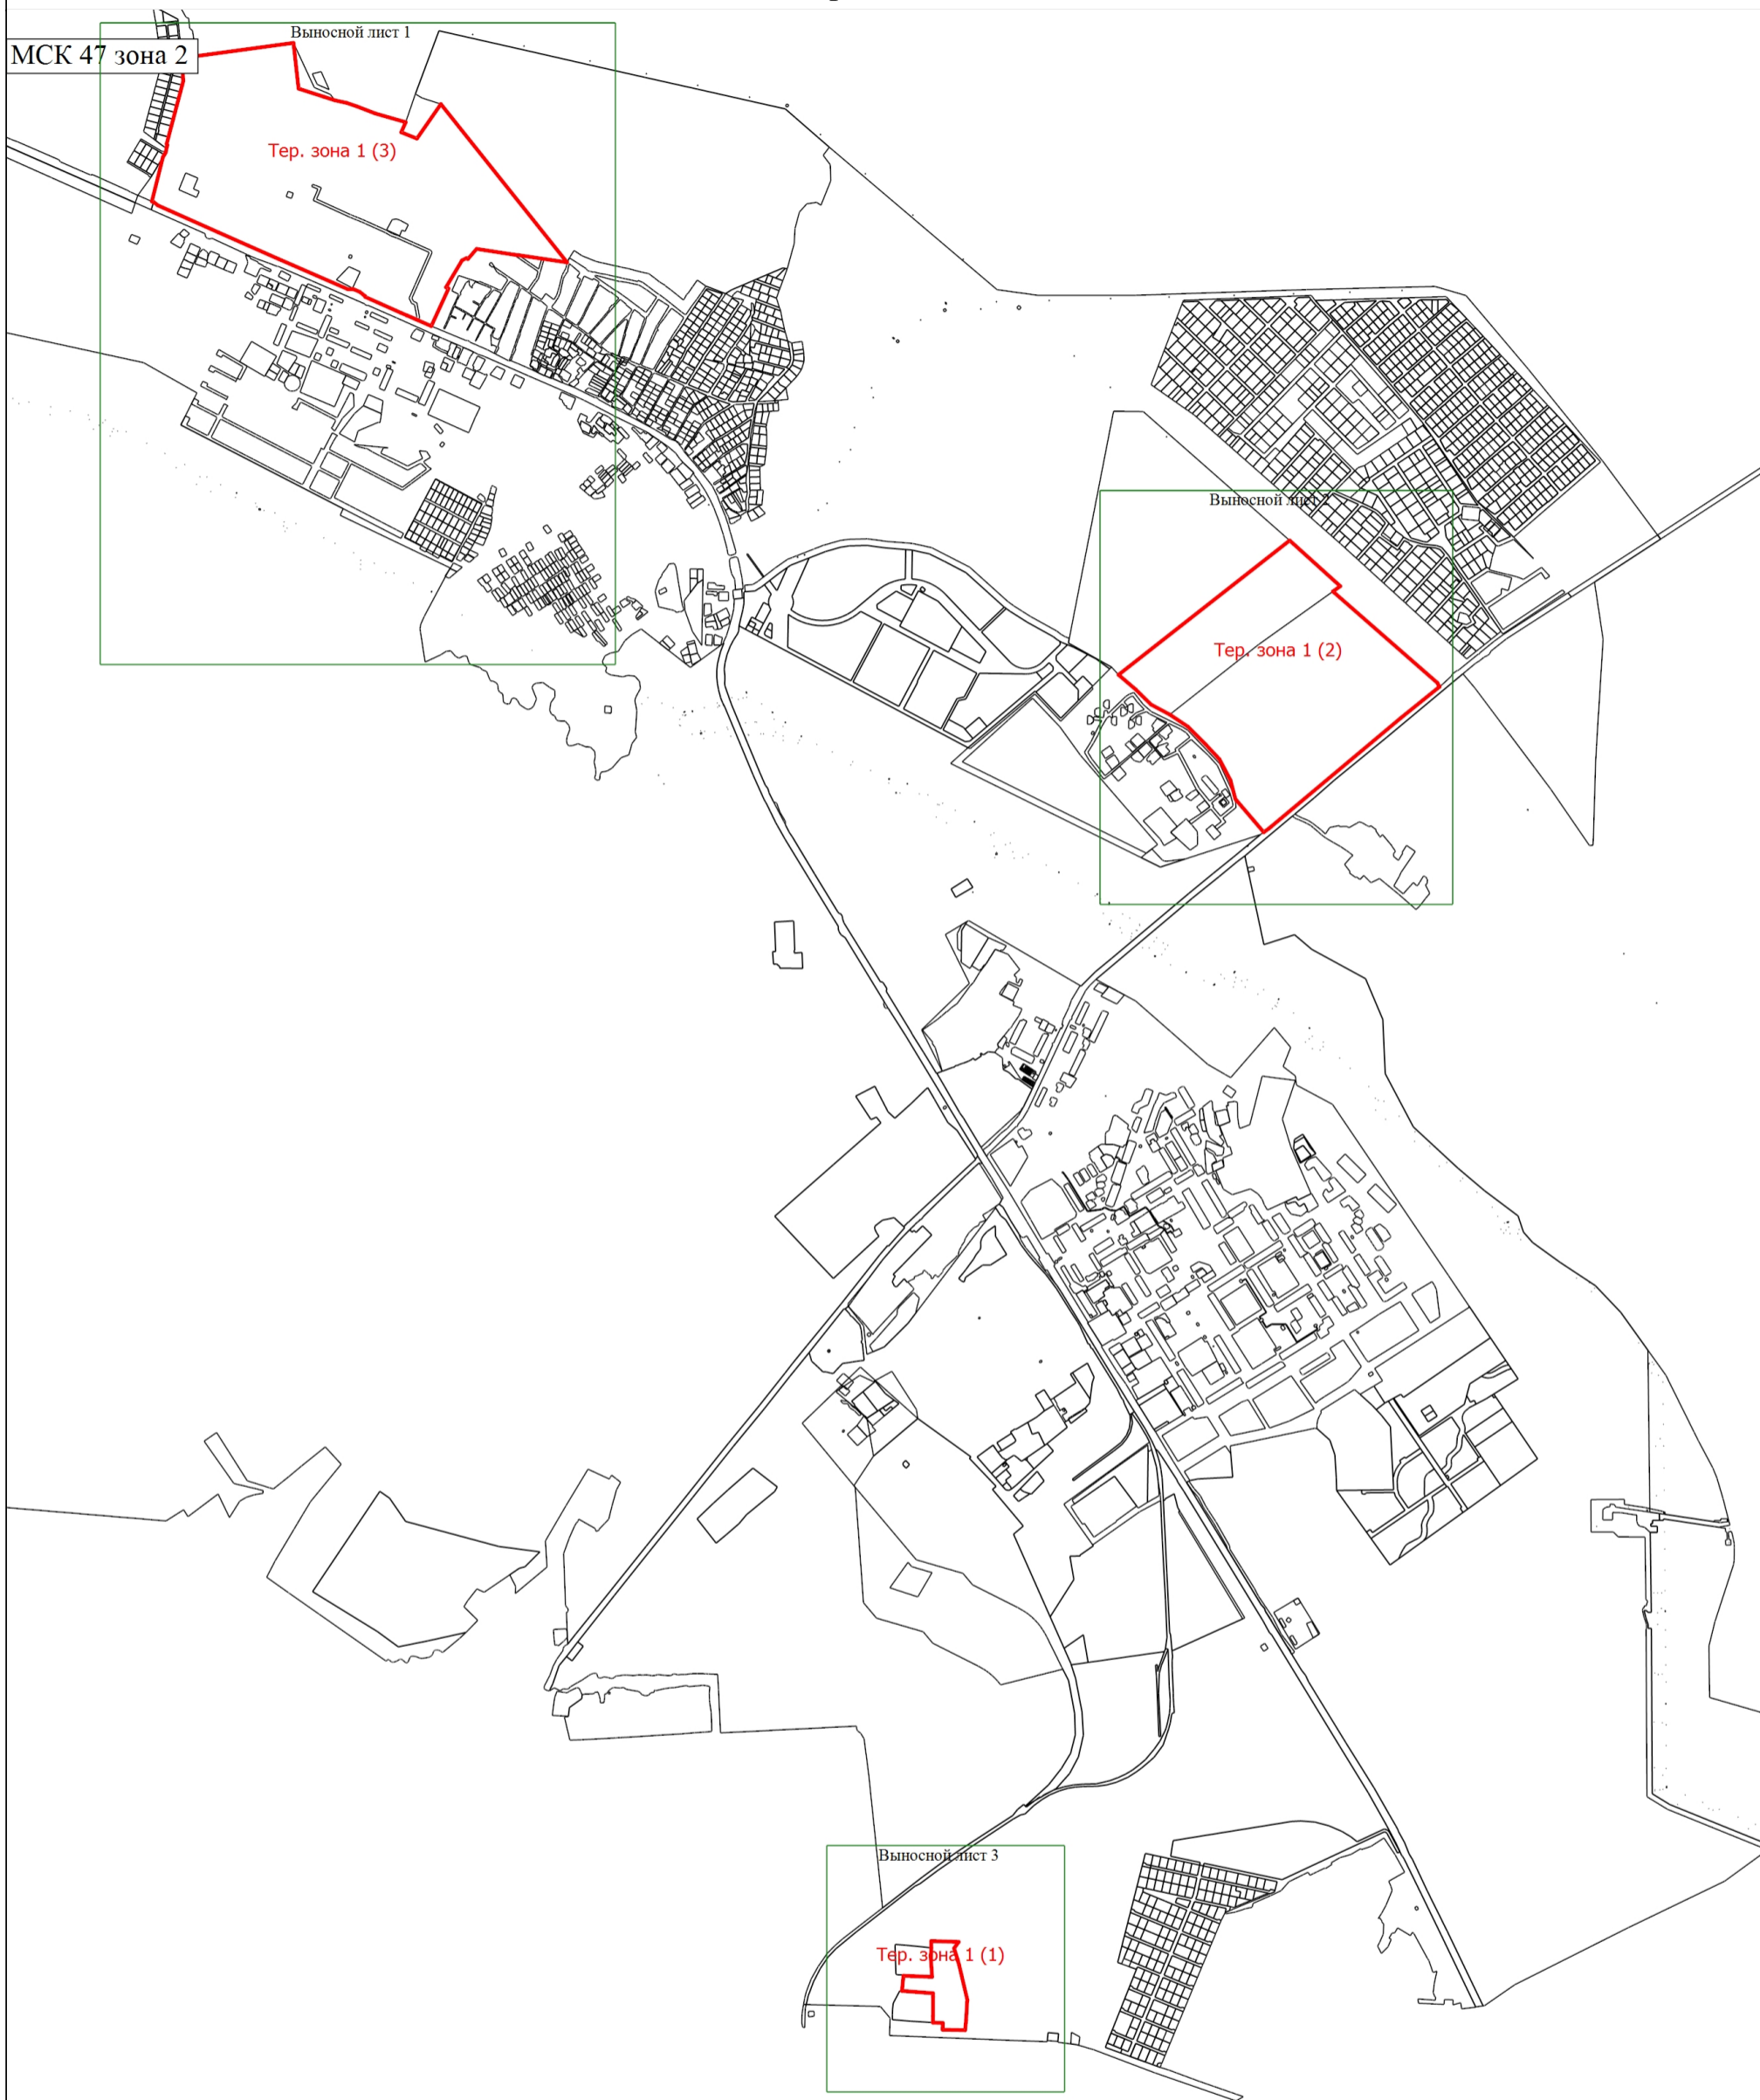 Выносной лист 1
МСК 47 зона 2
Тер. зона 1 (3)
Выносной лист 2
Тер. зона 1 (2)
Выносной лист 3
Тер. зона 1 (1)